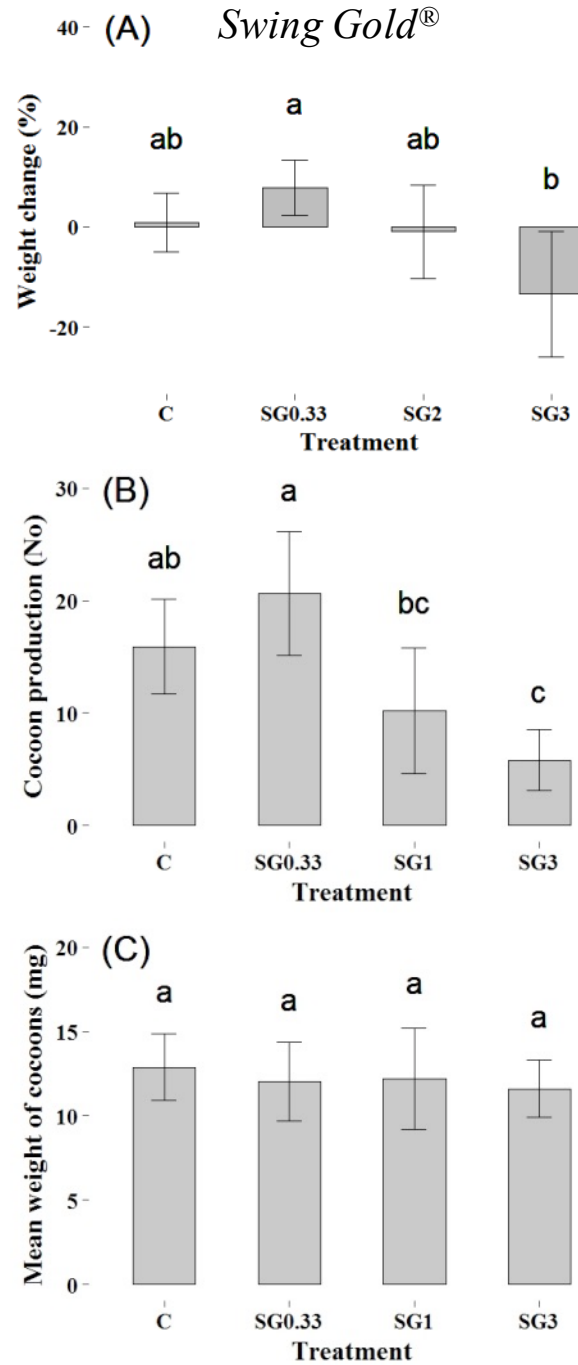 Swing Gold®
(A)
40
20
0
-20
Weight change (%)
ab a ab b
C SG0.33 SG2 SG3
Treatment
(B)
30
20
10
0
Cocoon production (No)
ab a bc c
C SG0.33 SG1 SG3
Treatment
(C)
20
15
10
5
0
Mean weight of cocoons (mg)
a a a a
C SG0.33 SG1 SG3
Treatment